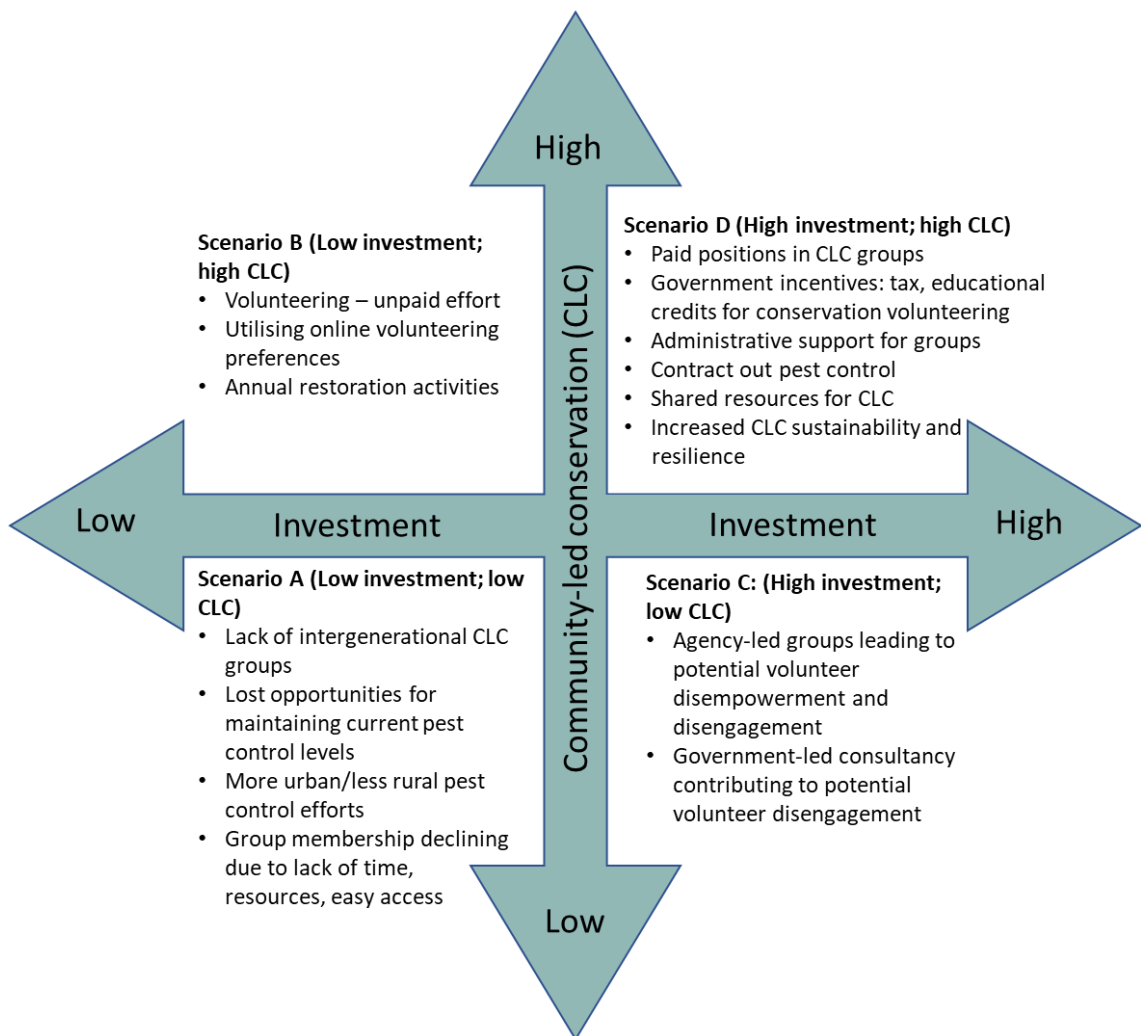 High
Scenario B (Low investment;
high CLC)
• Volunteering – unpaid effort
• Utilising online volunteering
preferences
• Annual restoration activities
Scenario D (High investment; high CLC)
• Paid positions in CLC groups
• Government incentives: tax, educational
credits for conservation volunteering
• Administrative support for groups
• Contract out pest control
• Shared resources for CLC
• Increased CLC sustainability and
resilience
Community-led conservation (CLC)
Low
Investment
Investment
High
Scenario A (Low investment; low
CLC)
• Lack of intergenerational CLC
groups
• Lost opportunities for
maintaining current pest
control levels
• More urban/less rural pest
control efforts
• Group membership declining
due to lack of time,
resources, easy access
Scenario C: (High investment;
low CLC)
• Agency-led groups leading to
potential volunteer
disempowerment and
disengagement
• Government-led consultancy
contributing to potential
volunteer disengagement
Low